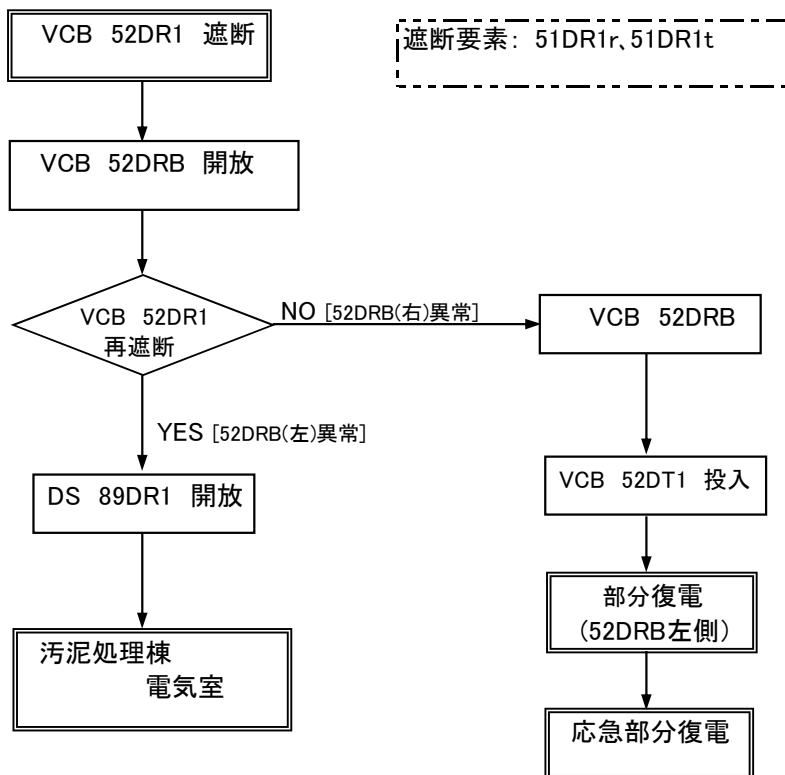 VCB 52DR1 遮断
遮断要素: 51DR1r、51DR1t
VCB 52DRB 開放
VCB 52DR1
再遮断
NO [52DRB(右)異常]
VCB 52DRB
YES [52DRB(左)異常]
DS 89DR1 開放
VCB 52DT1 投入
部分復電
(52DRB左側)
汚泥処理棟
電気室
応急部分復電